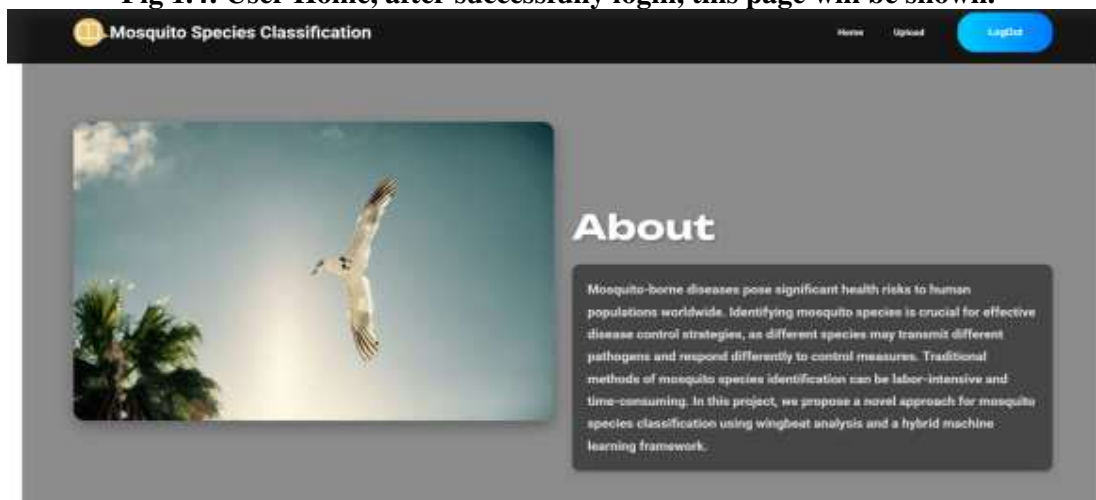 Fig 1.4: User Home, after successfully login, this page will be shown.
Mosquito Species Classification
Home
Upload
LogOut
About
Mosquito-borne diseases pose significant health risks to human
populations worldwide. Identifying mosquito species is crucial for effective
disease control strategies, as different species may transmit different
pathogens and respond differently to control measures. Traditional
methods of mosquito species identification can be labor-intensive and
time-consuming. In this project, we propose a novel approach for mosquito
species classification using wingbeat analysis and a hybrid machine
learning framework.